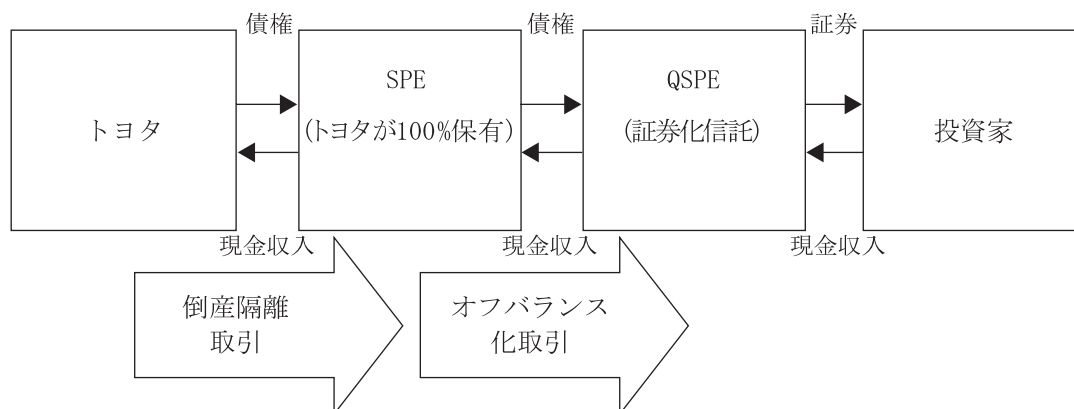 債権
債権
証券
トヨタ
SPE
(トヨタが100%保有)
QSPE
(証券化信託)
投資家
現金収入
現金収入
現金収入
倒産隔離
取引
オフバランス
化取引